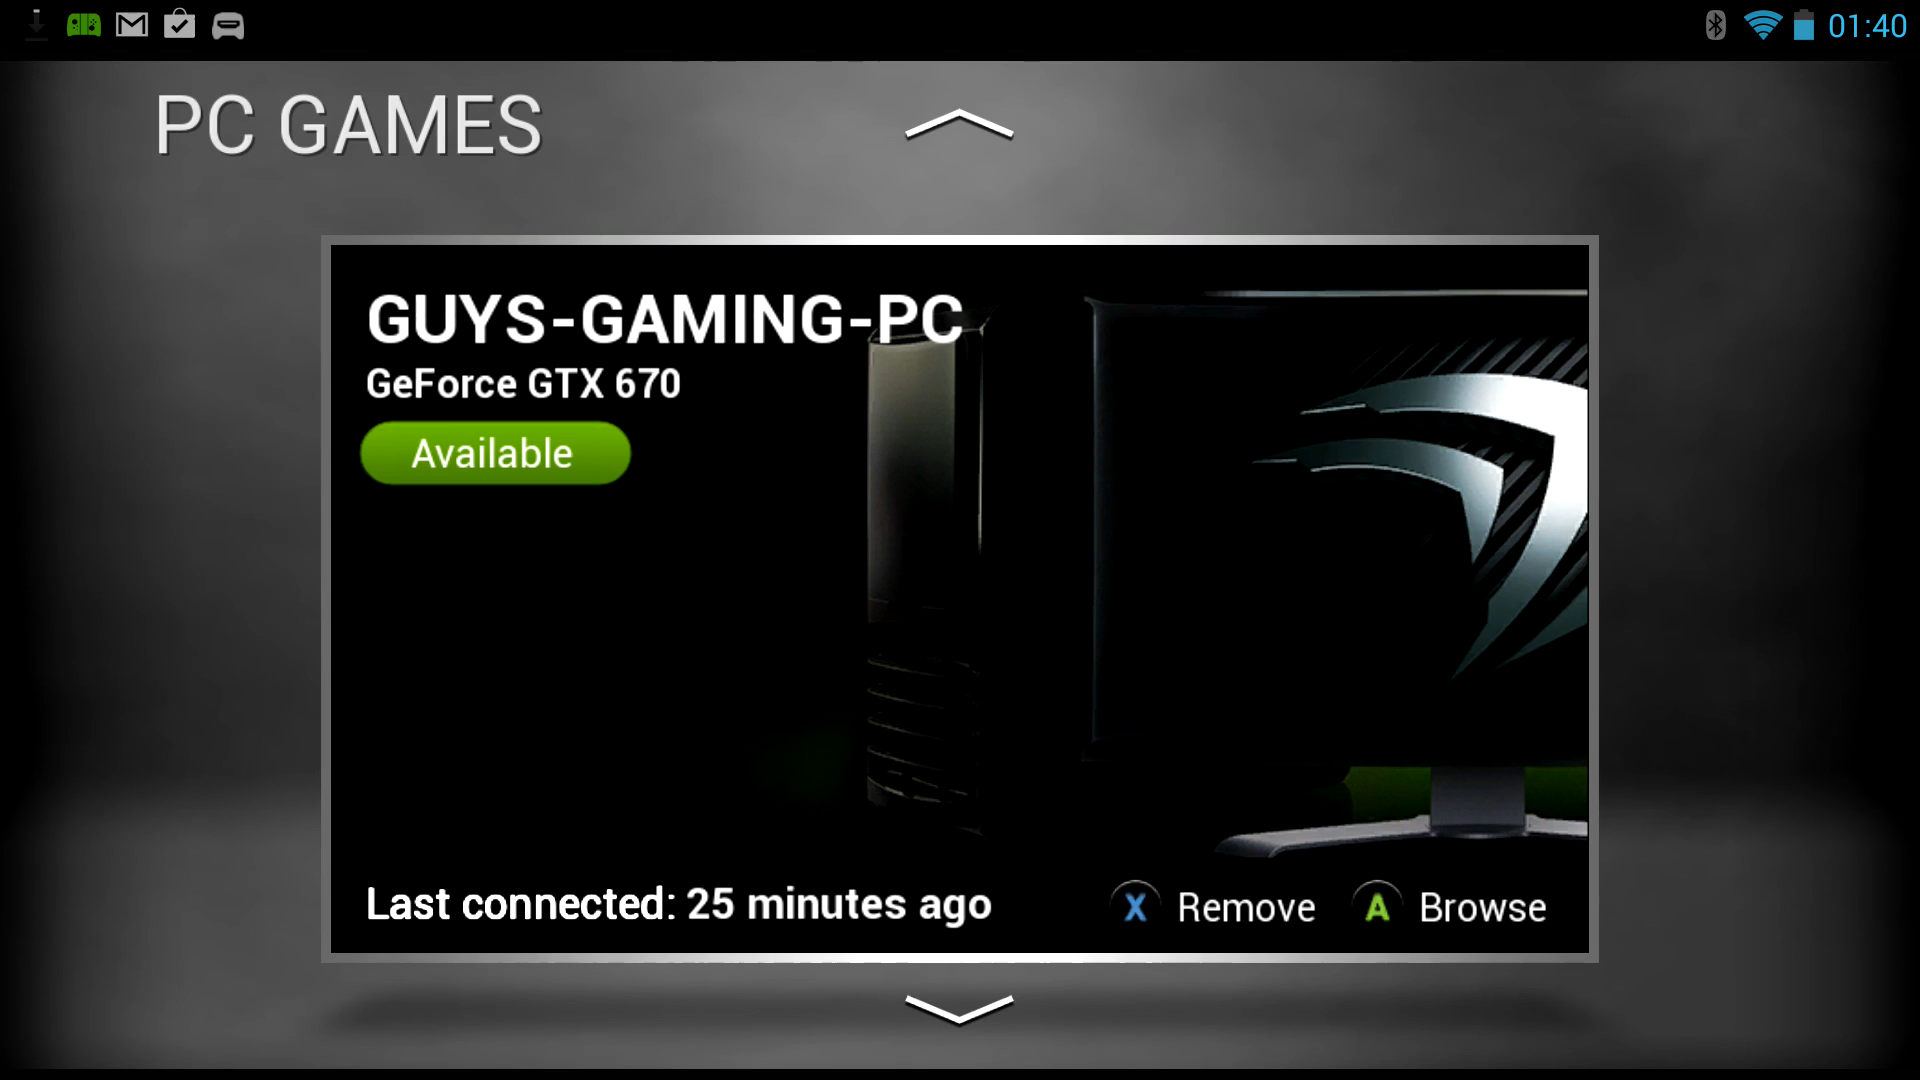 01:40
PC GAMES
GUYS-GAMING-PC
GeForce GTX 670
Available
Last connected: 25 minutes ago
X Remove A Browse